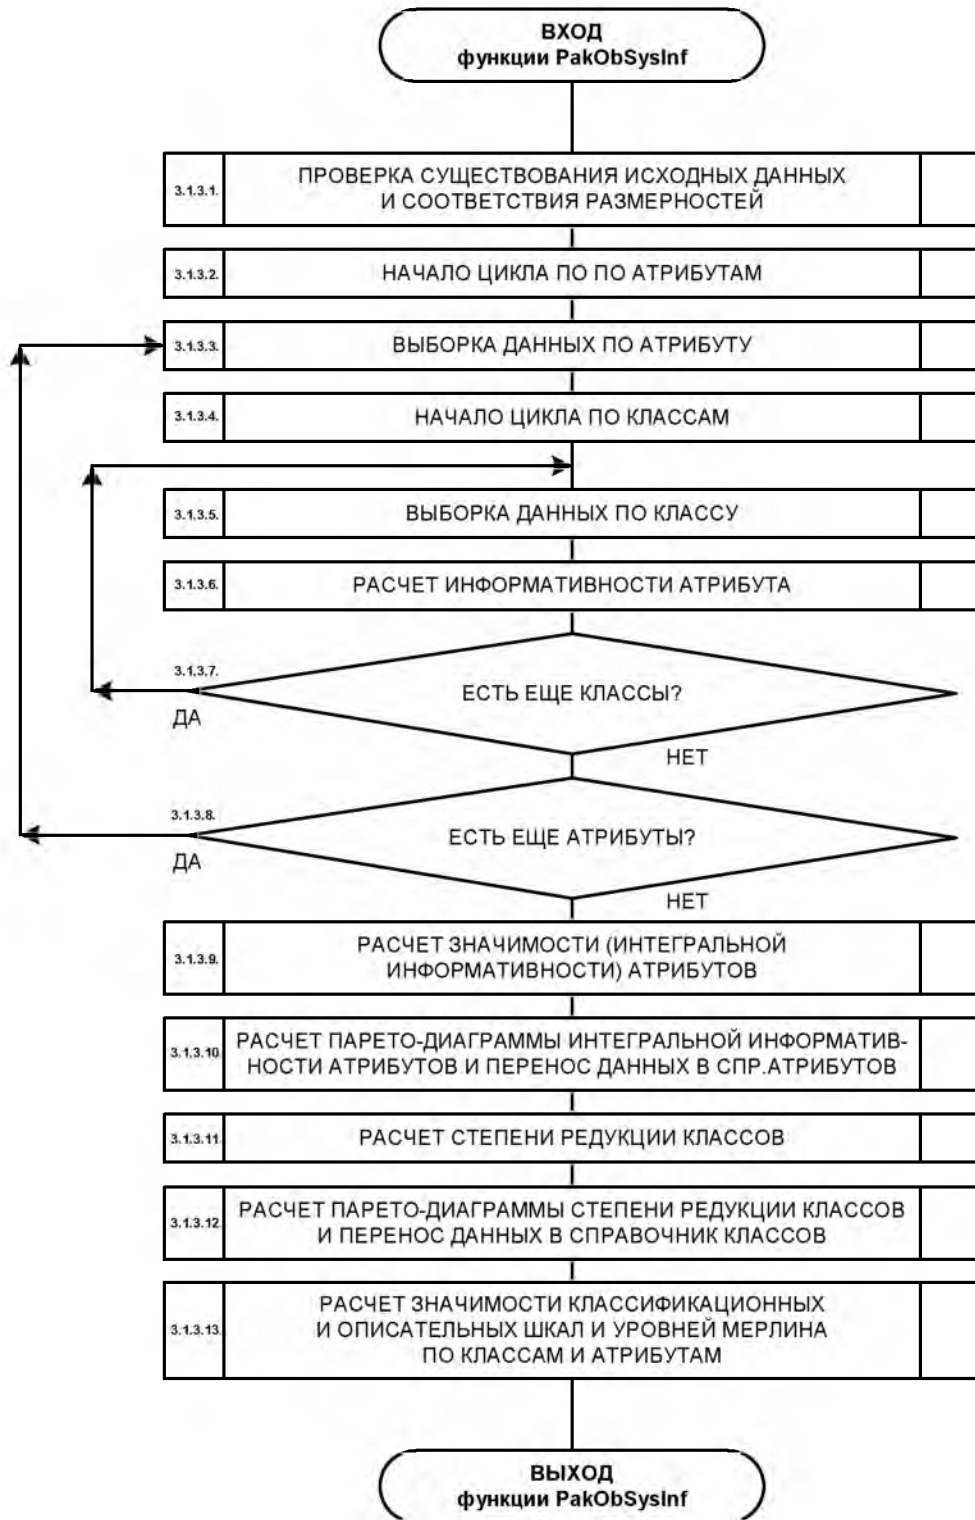 ВХОД
функции PakObSysInf
3.1.3.1.
ПРОВЕРКА СУЩЕСТВОВАНИЯ ИСХОДНЫХ ДАННЫХ
И СООТВЕТСТВИЯ РАЗМЕРНОСТЕЙ
3.1.3.2.
НАЧАЛО ЦИКЛА ПО ПО АТРИБУТАМ
3.1.3.3.
ВЫБОРКА ДАННЫХ ПО АТРИБУТУ
3.1.3.4.
НАЧАЛО ЦИКЛА ПО КЛАССАМ
3.1.3.5.
ВЫБОРКА ДАННЫХ ПО КЛАССУ
3.1.3.6.
РАСЧЕТ ИНФОРМАТИВНОСТИ АТРИБУТА
3.1.3.7.
ЕСТЬ ЕЩЕ КЛАССЫ?
ДА
НЕТ
3.1.3.8.
ЕСТЬ ЕЩЕ АТРИБУТЫ?
ДА
НЕТ
3.1.3.9.
РАСЧЕТ ЗНАЧИМОСТИ (ИНТЕГРАЛЬНОЙ
ИНФОРМАТИВНОСТИ) АТРИБУТОВ
3.1.3.10.
РАСЧЕТ ПАРЕТО-ДИАГРАММЫ ИНТЕГРАЛЬНОЙ ИНФОРМАТИВ-
НОСТИ АТРИБУТОВ И ПЕРЕНОС ДАННЫХ В СПР.АТРИБУТОВ
3.1.3.11.
РАСЧЕТ СТЕПЕНИ РЕДУКЦИИ КЛАССОВ
3.1.3.12.
РАСЧЕТ ПАРЕТО-ДИАГРАММЫ СТЕПЕНИ РЕДУКЦИИ КЛАССОВ
И ПЕРЕНОС ДАННЫХ В СПРАВОЧНИК КЛАССОВ
3.1.3.13.
РАСЧЕТ ЗНАЧИМОСТИ КЛАССИФИКАЦИОННЫХ
И ОПИСАТЕЛЬНЫХ ШКАЛ И УРОВНЕЙ МЕРЛИНА
ПО КЛАССАМ И АТРИБУТАМ
ВЫХОД
функции PakObSysInf